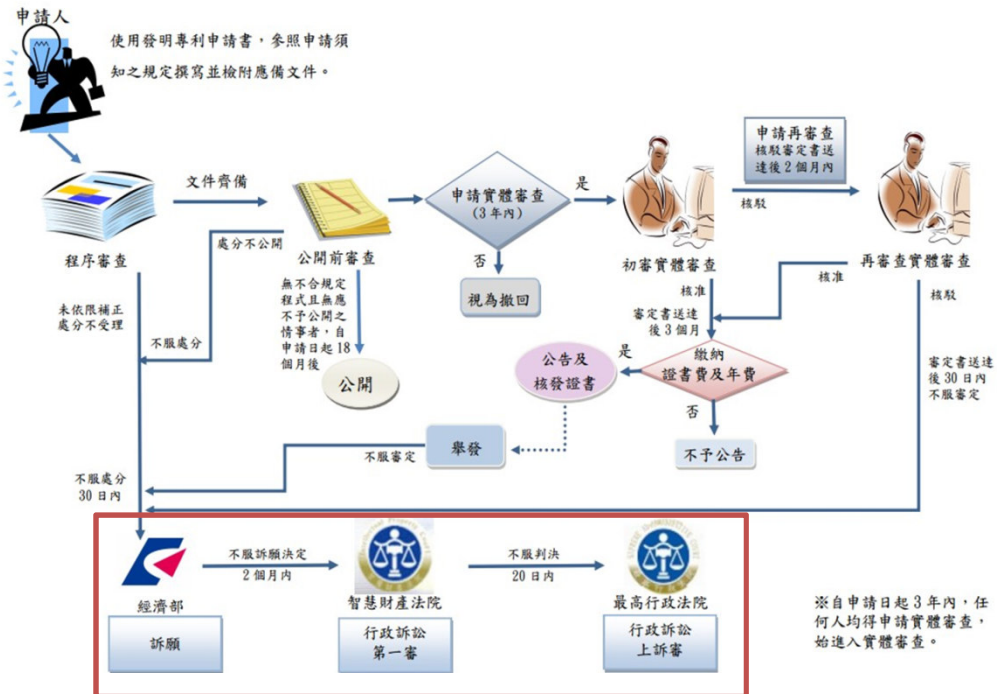 申請人
使用發明專利申請書，參照申請須
知之規定撰寫並檢附應備文件。
申請再審查
核駁審定書送
達後2個月內
文件齊備
申請實體審查
(3年內)
是
核駁
處分不公開
程序審查
公開前審查
否
初審實體審查
再審查實體審查
無不合規定
程式且無應
不予公開之
情事者，自
申請日起18
個月後
視為撤回
核准
核准
核駁
未依限補正
處分不受理
審定書送達
後3個月
不服處分
公開
公告及
核發證書
是
繳納
證書費及年費
審定書送達
後30日內
不服審定
否
舉發
不服審定
不予公告
不服處分
30日內
不服訴願決定
2個月內
不服判決
20日內
經濟部
智慧財產法院
最高行政法院
訴願
行政訴訟
第一審
行政訴訟
上訴審
※自申請日起3年內，任
何人均得申請實體審查，
始進入實體審查。